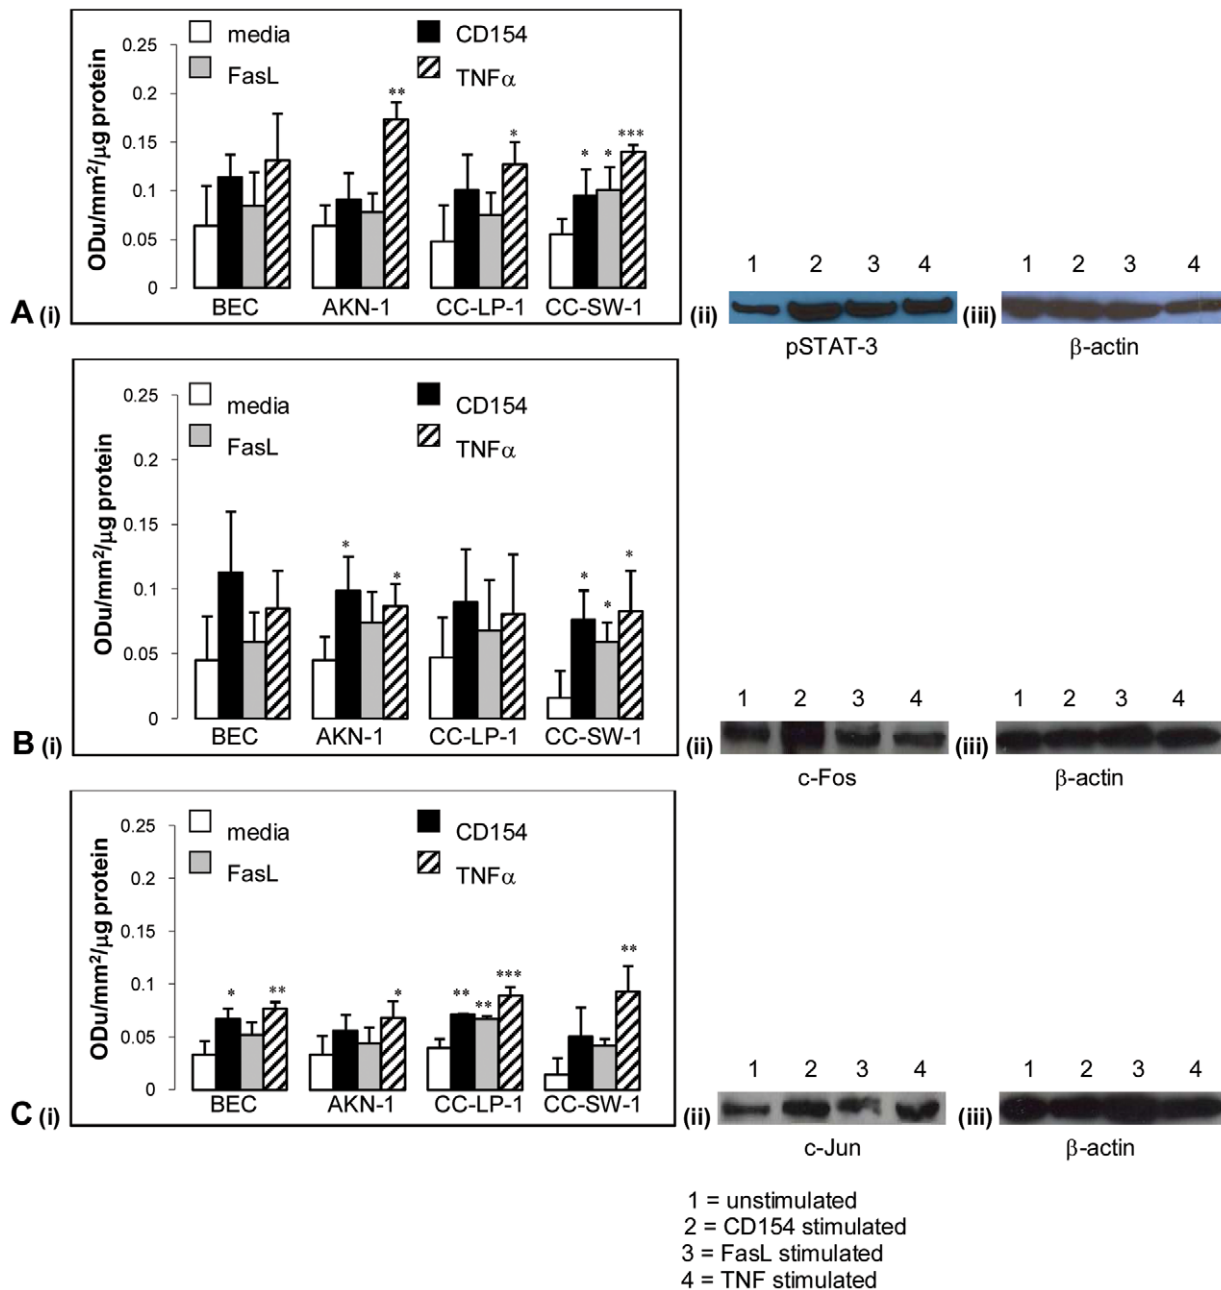 media
CD154
FasL
TNFα
0.25
0.2
0.15
0.1
0.05
0
ODu/mm²/μg protein
** * * * ***
BEC AKN-1 CC-LP-1 CC-SW-1
A (i)
1 2 3 4
(ii)
pSTAT-3
1 2 3 4
(iii)
β-actin
media
CD154
FasL
TNFα
0.25
0.2
0.15
0.1
0.05
0
ODu/mm²/μg protein
* * * * *
BEC AKN-1 CC-LP-1 CC-SW-1
B (i)
1 2 3 4
(ii)
c-Fos
1 2 3 4
(iii)
β-actin
media
CD154
FasL
TNFα
0.25
0.2
0.15
0.1
0.05
0
ODu/mm²/μg protein
* ** * ** ** *** **
BEC AKN-1 CC-LP-1 CC-SW-1
C (i)
1 2 3 4
(ii)
c-Jun
1 2 3 4
(iii)
β-actin
1 = unstimulated
2 = CD154 stimulated
3 = FasL stimulated
4 = TNF stimulated